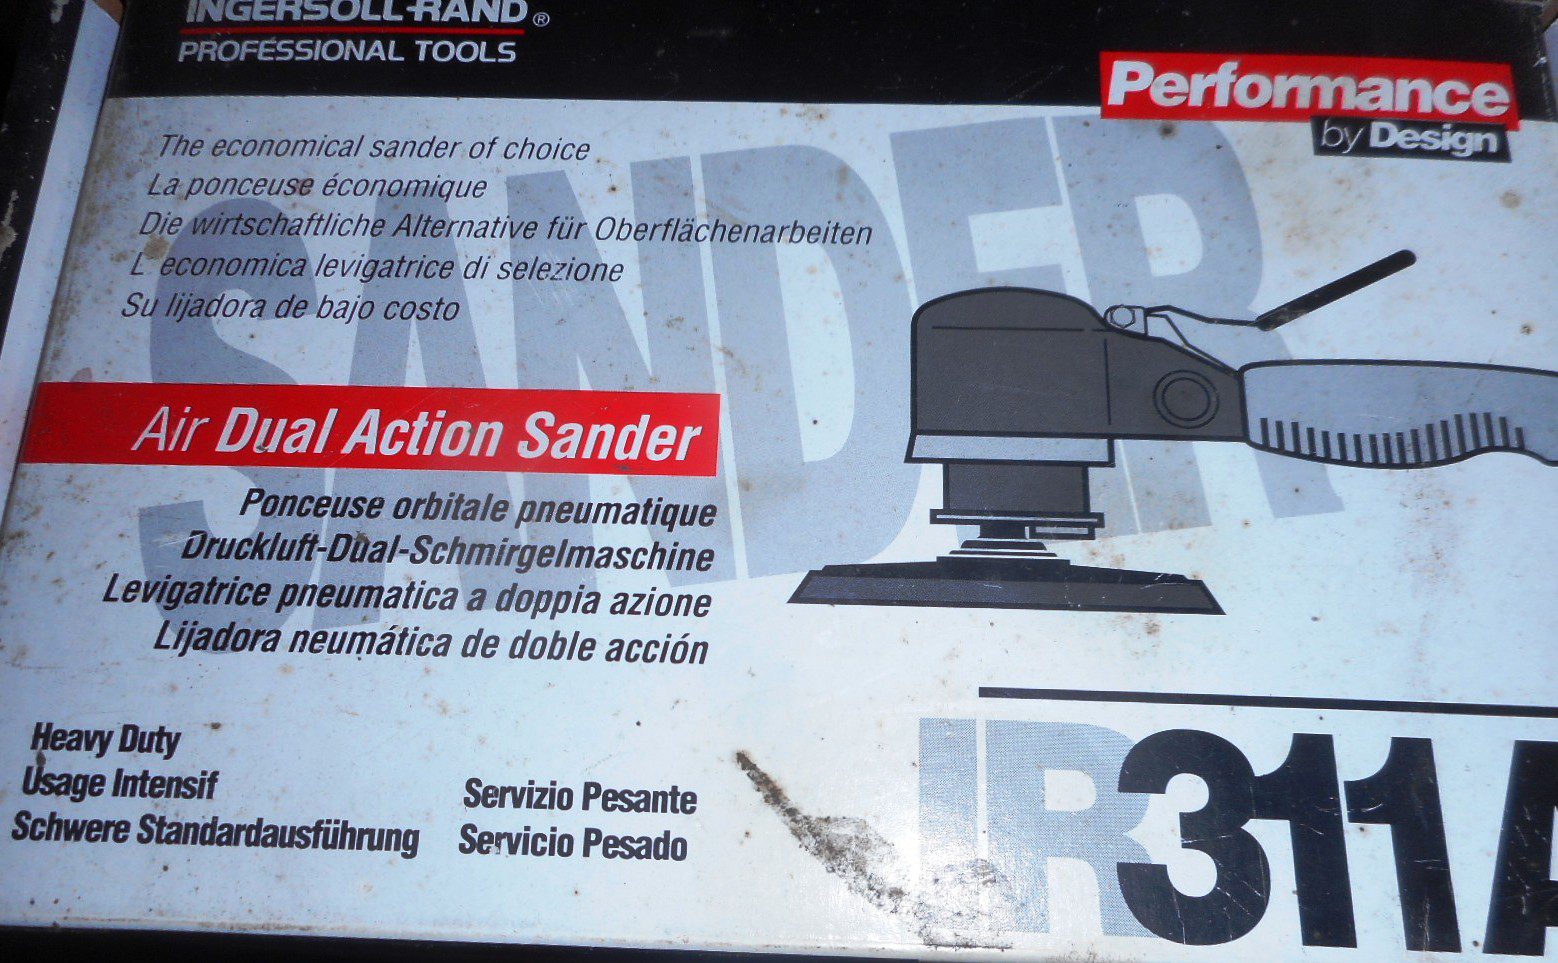 INGERSOLL-RAND®
PROFESSIONAL TOOLS
Performance
by Design
SANDER
The economical sander of choice
La ponceuse économique
Die wirtschaftliche Alternative für Oberflächenarbeiten
L' economica levigatrice di selezione
Su lijadora de bajo costo
Air Dual Action Sander
Ponceuse orbitale pneumatique
Druckluft-Dual-Schmirgelmaschine
Levigatrice pneumatica a doppia azione
Lijadora neumática de doble acción
Heavy Duty
Usage Intensif
Schwere Standardausführung
Servizio Pesante
Servicio Pesado
IR311A